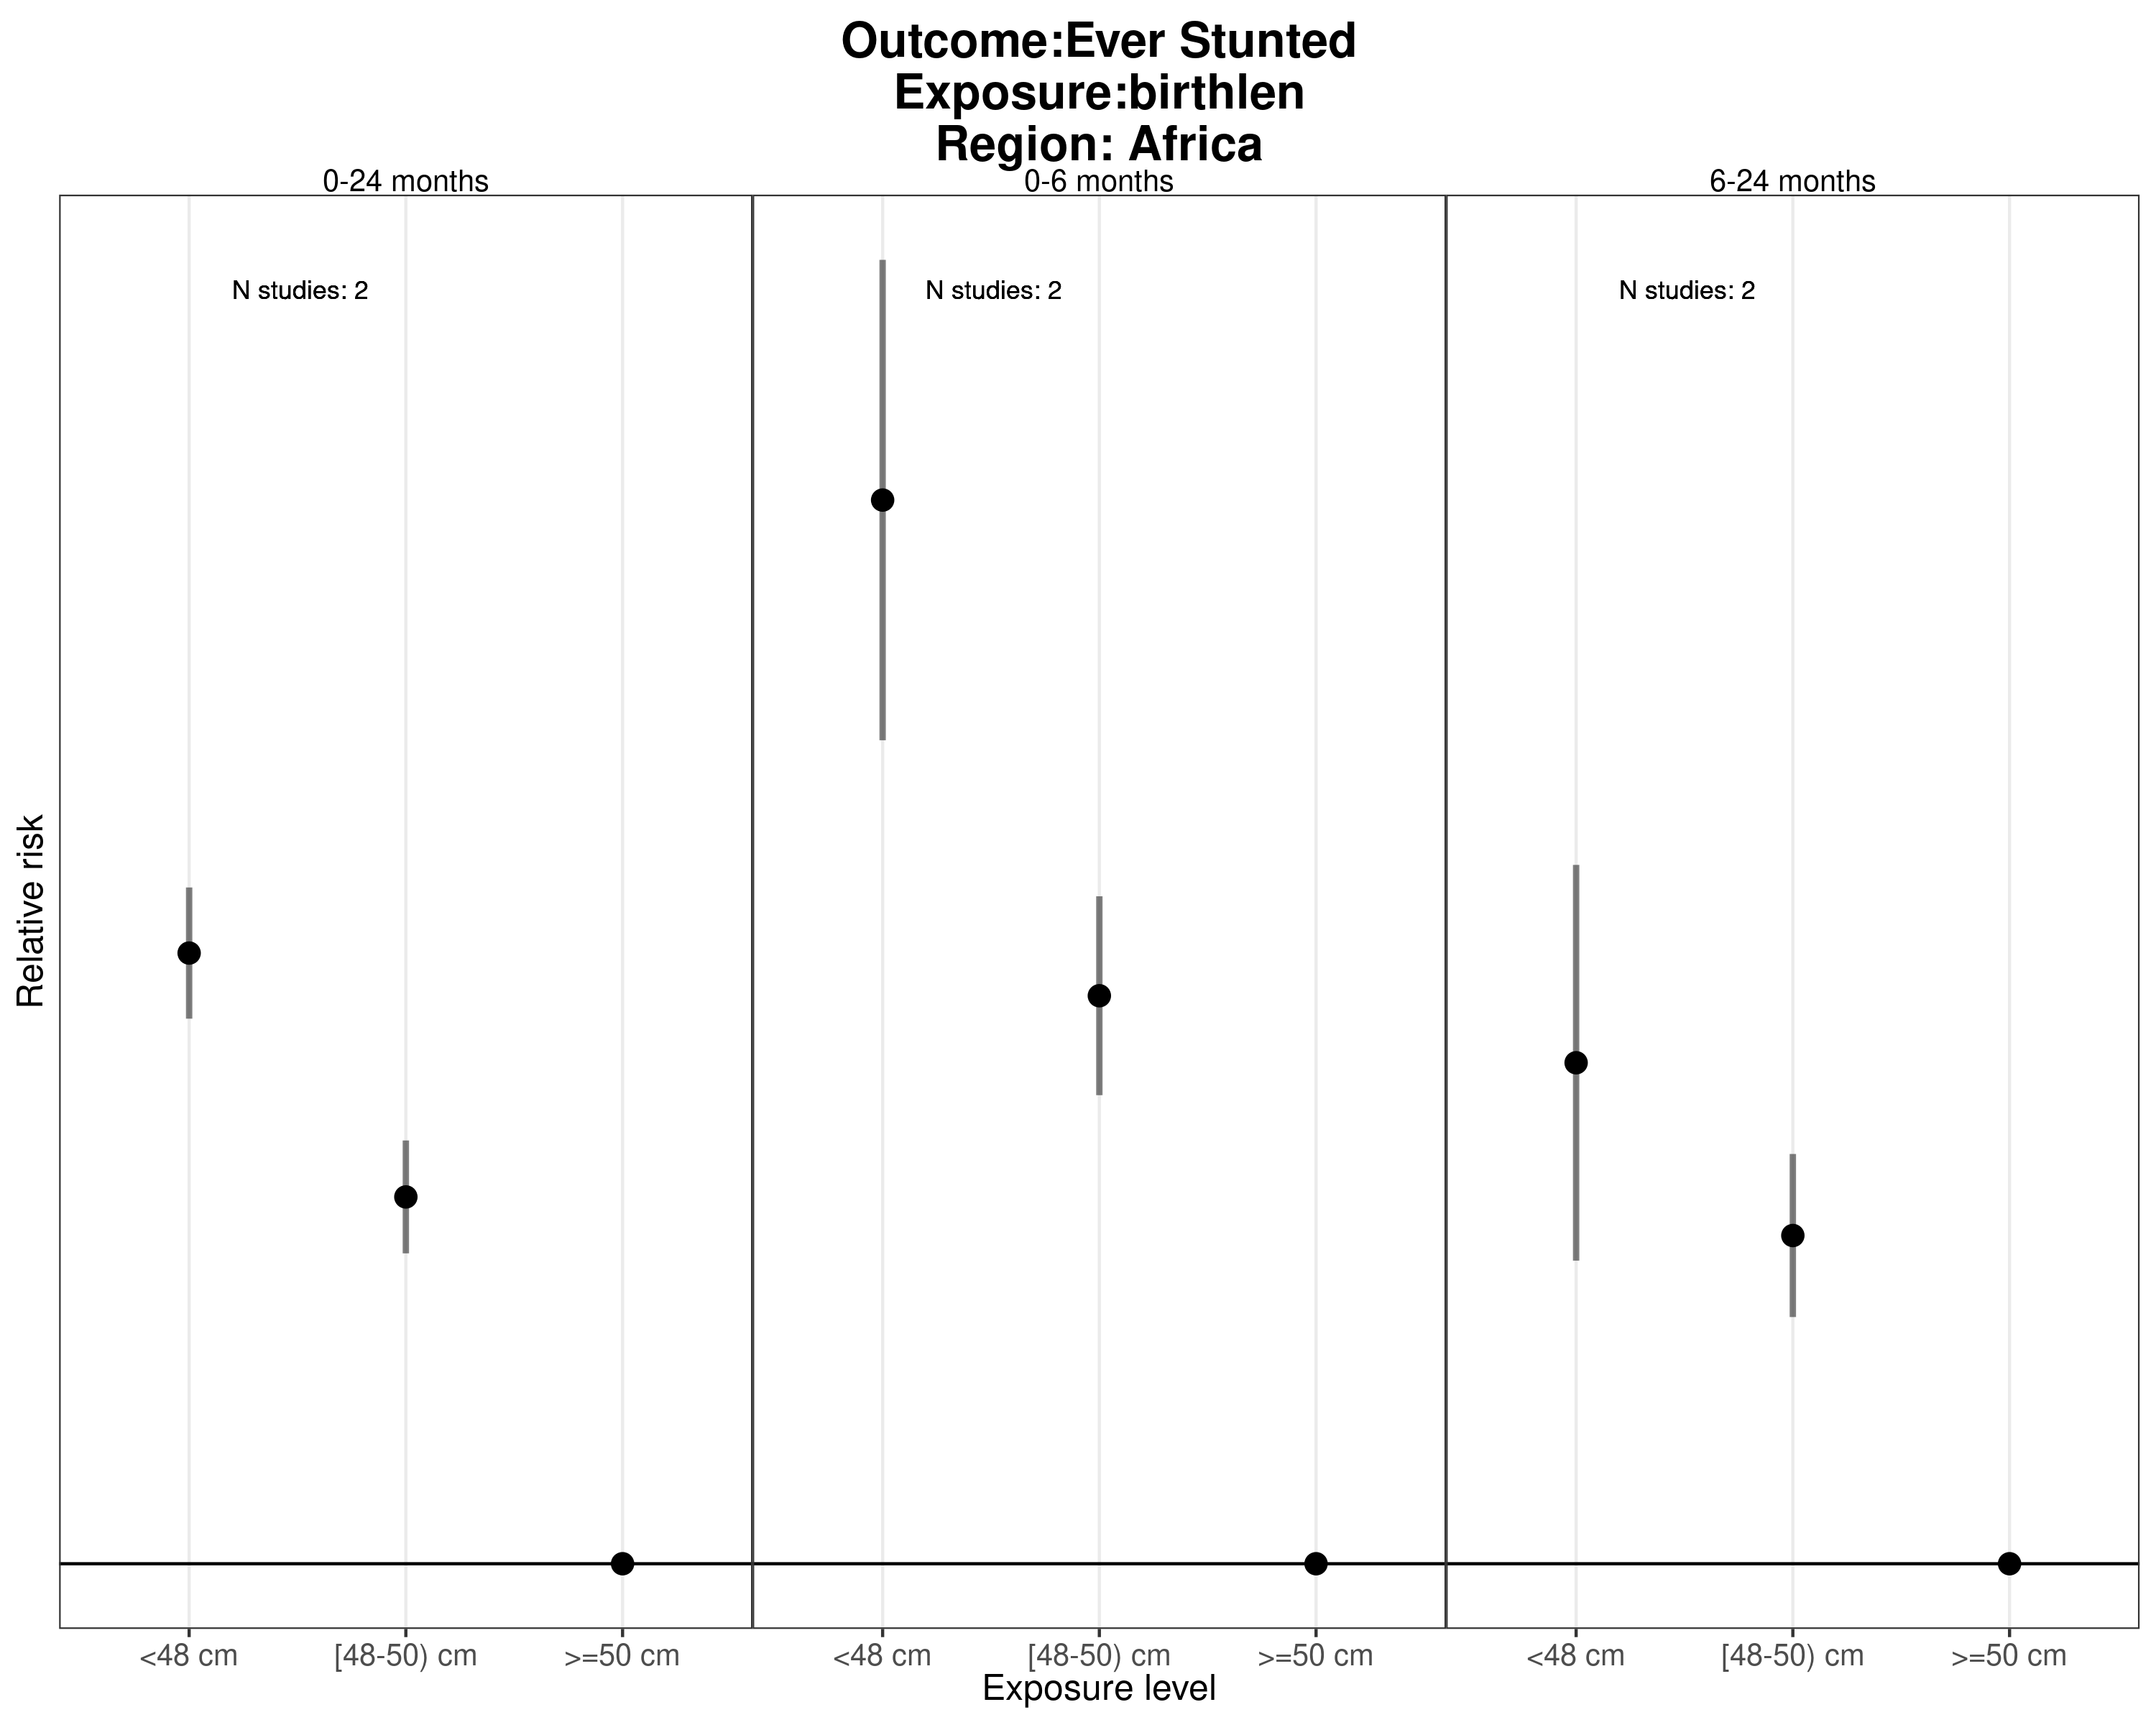 Outcome:Ever Stunted
Exposure:birthlen
Region: Africa
0-24 months
0-6 months
6-24 months
N studies: 2
N studies: 2
N studies: 2
Relative risk
<48 cm
[48-50) cm
>=50 cm
<48 cm
[48-50) cm
>=50 cm
<48 cm
[48-50) cm
>=50 cm
Exposure level